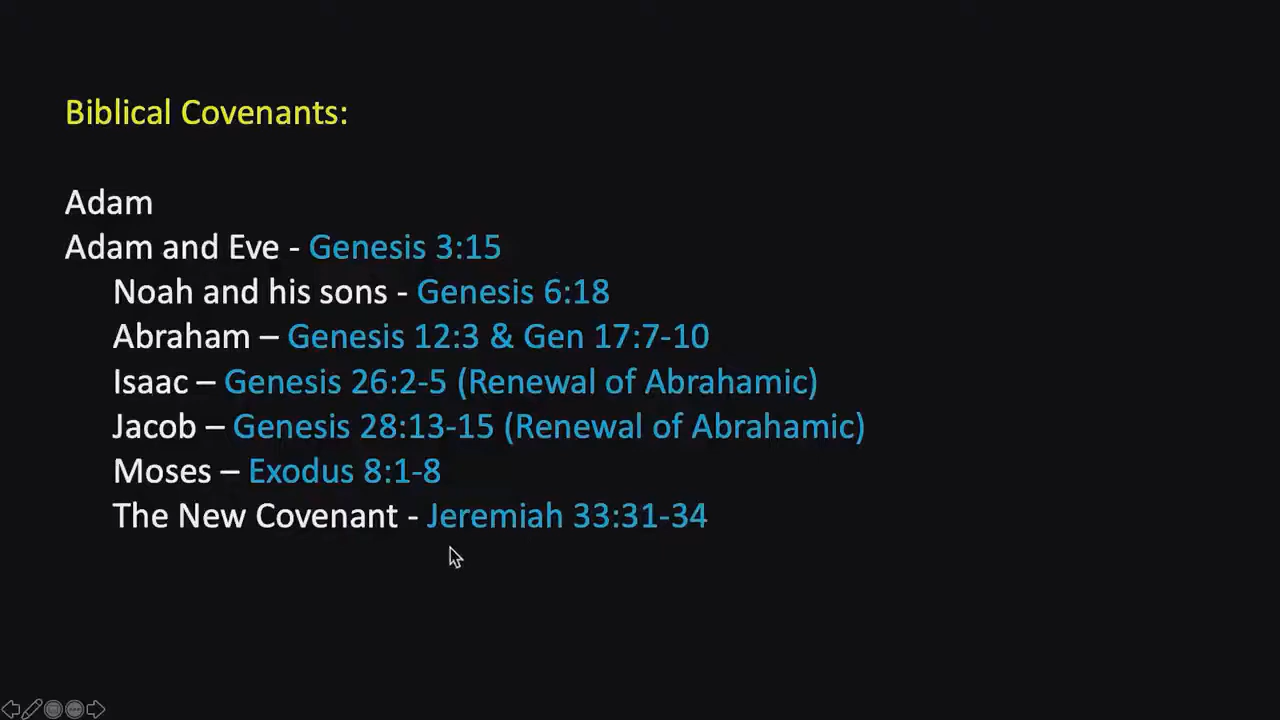 Biblical Covenants:
Adam
Adam and Eve - Genesis 3:15
Noah and his sons - Genesis 6:18
Abraham – Genesis 12:3 & Gen 17:7-10
Isaac – Genesis 26:2-5 (Renewal of Abrahamic)
Jacob – Genesis 28:13-15 (Renewal of Abrahamic)
Moses – Exodus 8:1-8
The New Covenant - Jeremiah 33:31-34